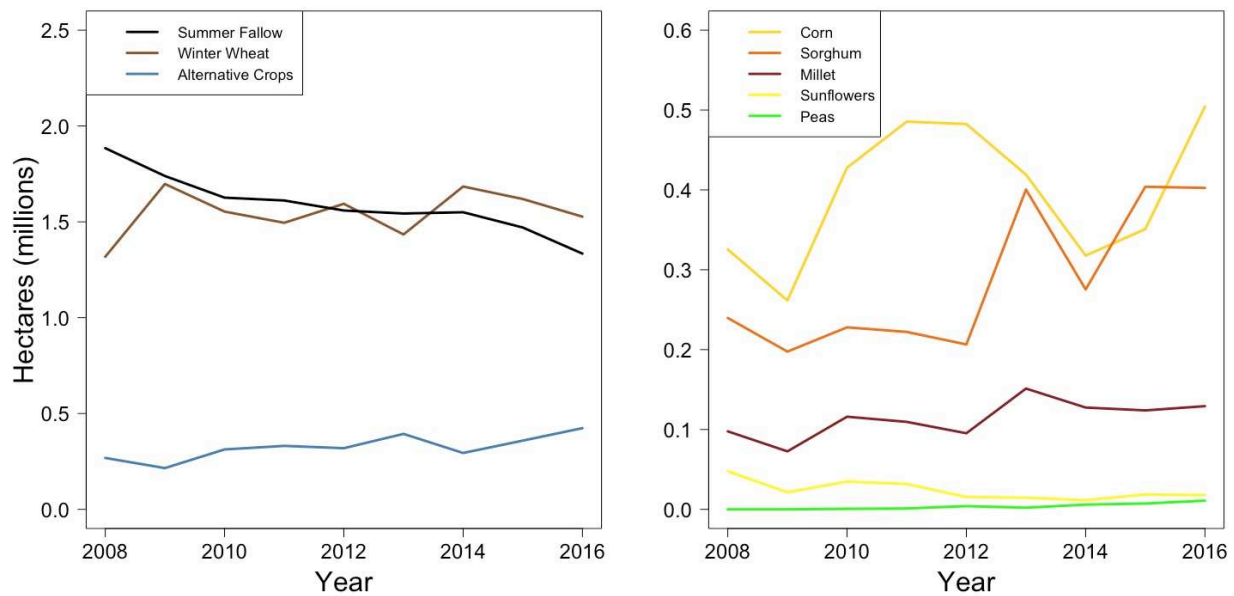 Hectares (millions)
2.5
2.0
1.5
1.0
0.5
0.0
Summer Fallow
Winter Wheat
Alternative Crops
2008 2010 2012 2014 2016
Year
0.6
0.5
0.4
0.3
0.2
0.1
0.0
Corn
Sorghum
Millet
Sunflowers
Peas
2008 2010 2012 2014 2016
Year